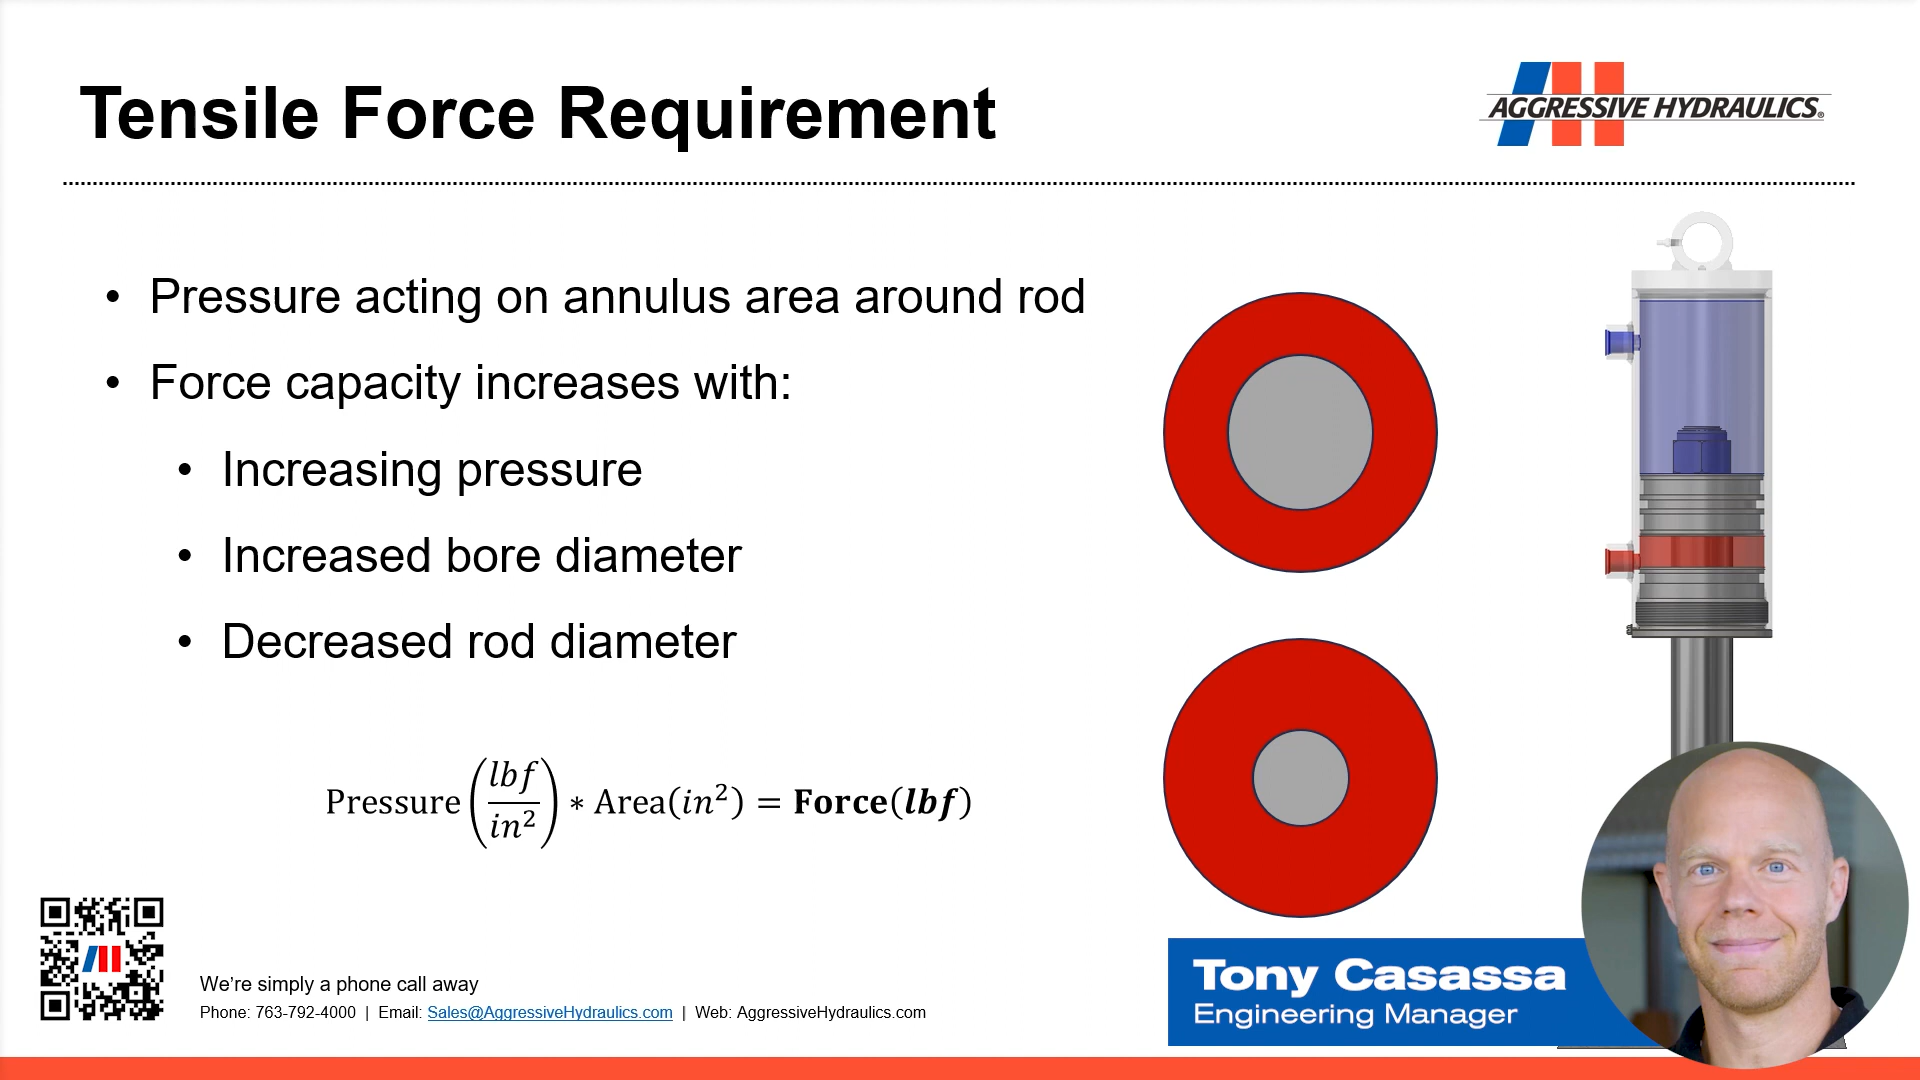 Tensile Force Requirement
AGGRESSIVE HYDRAULICS®
• Pressure acting on annulus area around rod
• Force capacity increases with:
• Increasing pressure
• Increased bore diameter
• Decreased rod diameter
Pressure(lbf/in²) * Area(in²) = Force(lbf)
We’re simply a phone call away
Phone: 763-792-4000 | Email: Sales@AggressiveHydraulics.com | Web: AggressiveHydraulics.com
Tony Casassa
Engineering Manager